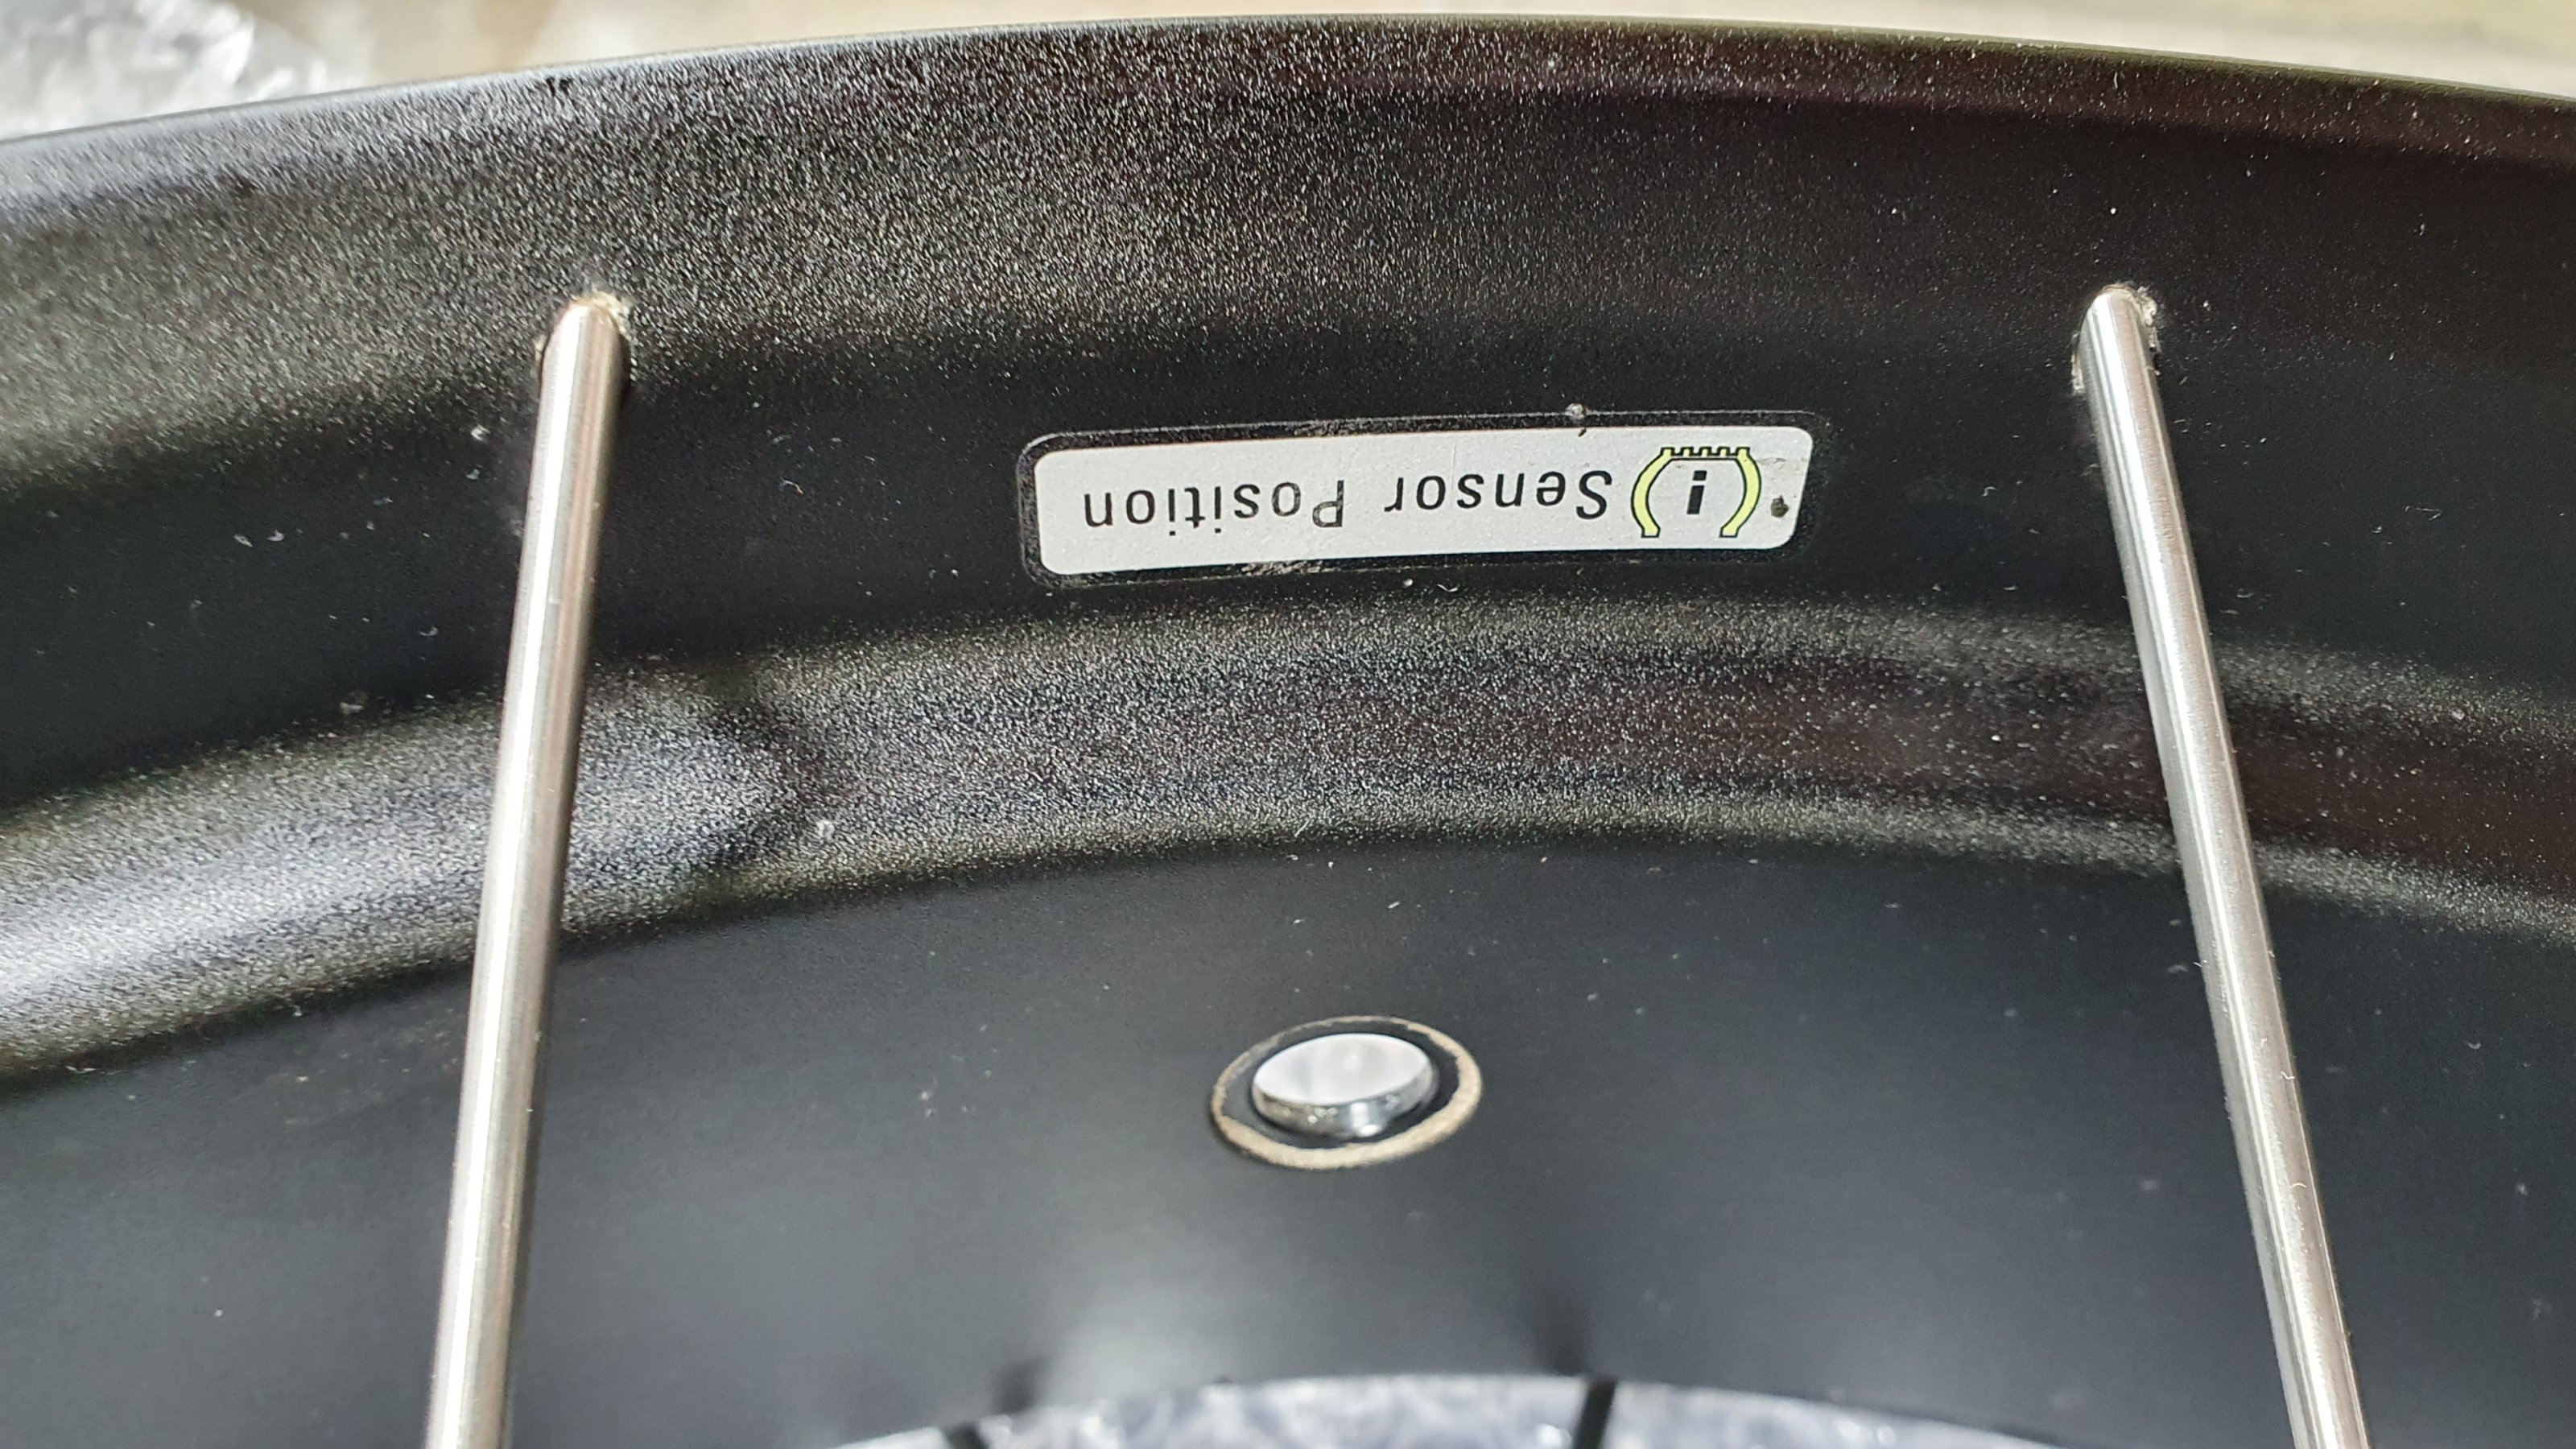 (i) Sensor Position